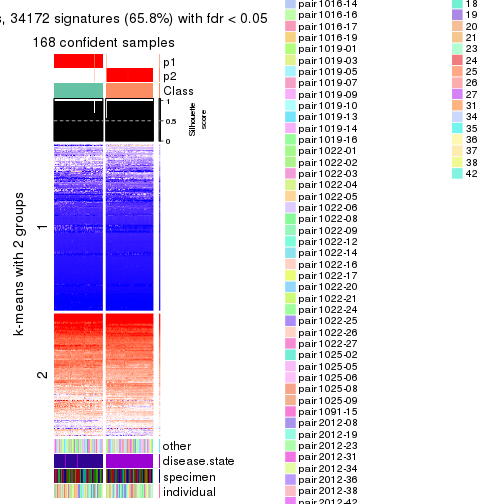 s, 34172 signatures (65.8%) with fdr < 0.05
168 confident samples
p1
p2
Class
1
0.5
0
Silhouette
score
k-means with 2 groups
1
2
other
disease.state
specimen
individual
pair1016-14
pair1016-16
pair1016-17
pair1016-19
pair1019-01
pair1019-03
pair1019-05
pair1019-07
pair1019-09
pair1019-10
pair1019-13
pair1019-14
pair1019-16
pair1022-01
pair1022-02
pair1022-03
pair1022-04
pair1022-05
pair1022-06
pair1022-08
pair1022-09
pair1022-12
pair1022-14
pair1022-16
pair1022-17
pair1022-20
pair1022-21
pair1022-24
pair1022-25
pair1022-26
pair1022-27
pair1025-02
pair1025-05
pair1025-06
pair1025-08
pair1025-09
pair1091-15
pair2012-08
pair2012-19
pair2012-23
pair2012-31
pair2012-34
pair2012-36
pair2012-38
pair2012-42
18
19
20
21
23
24
25
26
27
31
34
35
36
37
38
42